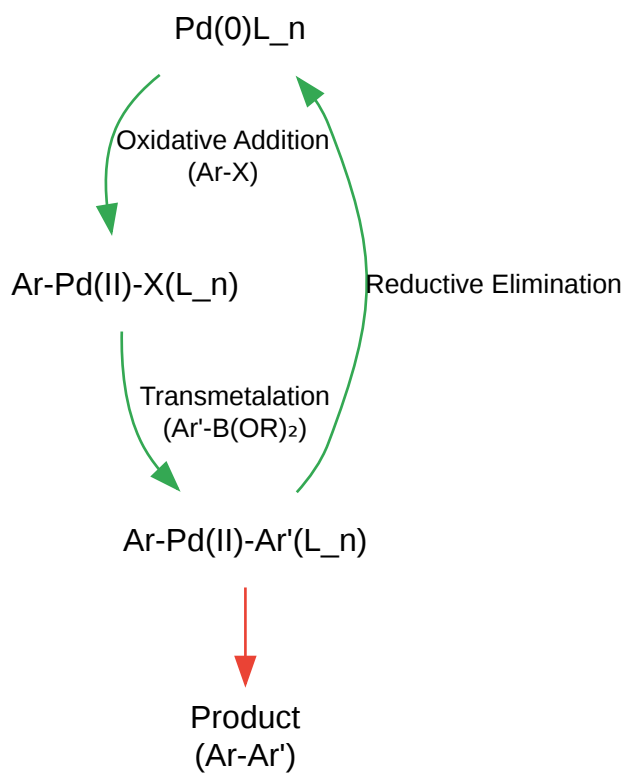 Pd(0)L_n
Oxidative Addition
(Ar-X)
Ar-Pd(II)-X(L_n)
Reductive Elimination
Transmetalation
(Ar'-B(OR)₂)
Ar-Pd(II)-Ar'(L_n)
Product
(Ar-Ar')